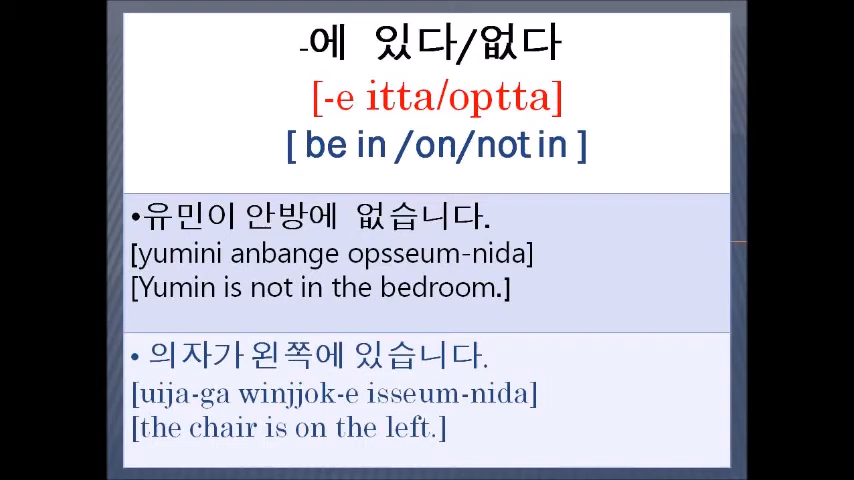 -에 있다/없다
[-e itta/optta]
[ be in /on/not in ]
•유민이 안방에 없습니다.
[yumini anbange opsseum-nida]
[Yumin is not in the bedroom.]
• 의자가 왼쪽에 있습니다.
[uija-ga winjjok-e isseum-nida]
[the chair is on the left.]